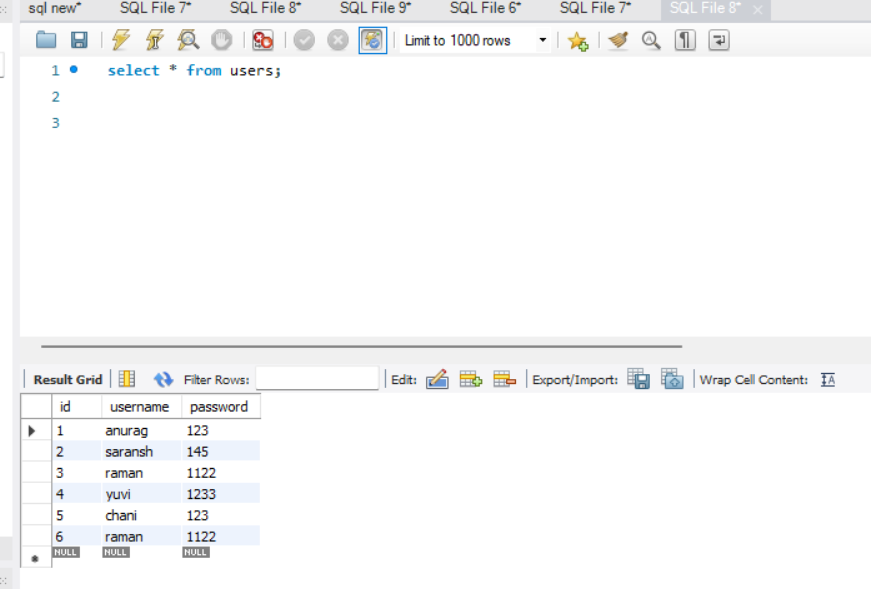 sql new* SQL File 7* SQL File 8* SQL File 9* SQL File 6* SQL File 7* SQL File 8*
Limit to 1000 rows
1 select * from users;
2
3
Result Grid Filter Rows: Edit: Export/Import: Wrap Cell Content:
id username password
1 anurag 123
2 saransh 145
3 raman 1122
4 yuvi 1233
5 chani 123
6 raman 1122
NULL NULL NULL